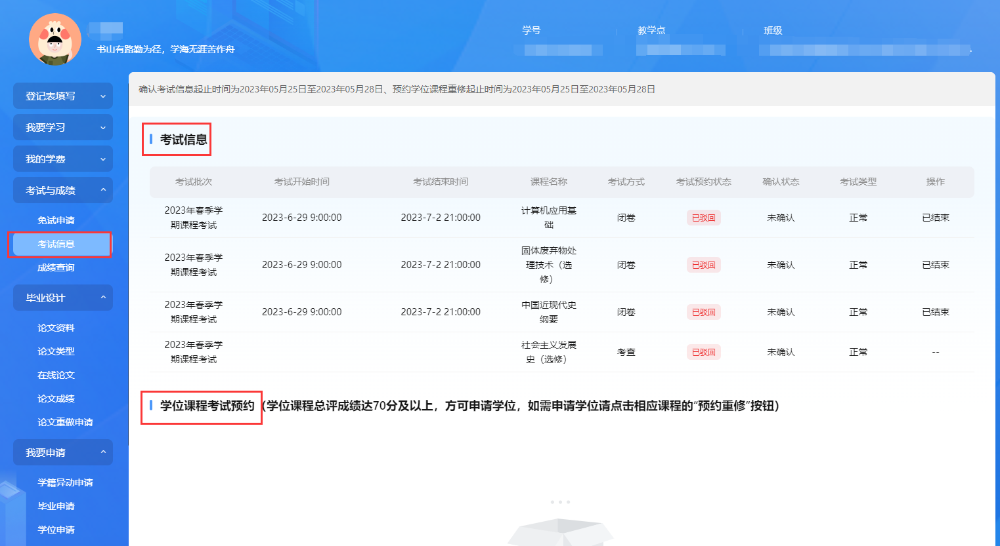 书山有路勤为径，学海无涯苦作舟
学号
教学点
班级
登记表填写
我要学习
我的学费
考试与成绩
免试申请
考试信息
成绩查询
毕业设计
论文资料
论文类型
在线论文
论文成绩
论文重做申请
我要申请
学籍异动申请
毕业申请
学位申请
确认考试信息起止时间为2023年05月25日至2023年05月28日、预约学位课程重修起止时间为2023年05月25日至2023年05月28日
考试信息
考试批次 考试开始时间 考试结束时间 课程名称 考试方式 考试预约状态 确认状态 考试类型 操作
2023年春季学
期课程考试
2023-6-29 9:00:00
2023-7-2 21:00:00
计算机应用基
础
闭卷
已驳回
未确认
正常
已结束
2023年春季学
期课程考试
2023-6-29 9:00:00
2023-7-2 21:00:00
固体废弃物处
理技术（选
修）
闭卷
已驳回
未确认
正常
已结束
2023年春季学
期课程考试
2023-6-29 9:00:00
2023-7-2 21:00:00
中国近现代史
纲要
闭卷
已驳回
未确认
正常
已结束
2023年春季学
期课程考试
社会主义发展
史（选修）
考查
已驳回
未确认
正常
--
学位课程考试预约（学位课程总评成绩达70分及以上，方可申请学位，如需申请学位请点击相应课程的“预约重修”按钮）